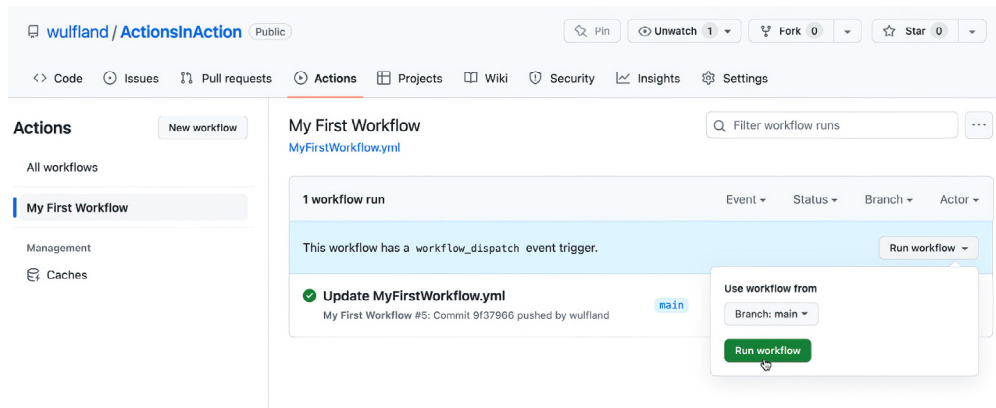 wulfland / ActionsInAction Public Pin Unwatch 1 Fork 0 Star 0
Code Issues Pull requests Actions Projects Wiki Security Insights Settings
Actions New workflow
All workflows
My First Workflow
Management
Caches
My First Workflow Filter workflow runs ...
MyFirstWorkflow.yml
1 workflow run Event Status Branch Actor
This workflow has a workflow_dispatch event trigger. Run workflow
Update MyFirstWorkflow.yml main
My First Workflow #5: Commit 9f37966 pushed by wulfland
Use workflow from
Branch: main
Run workflow